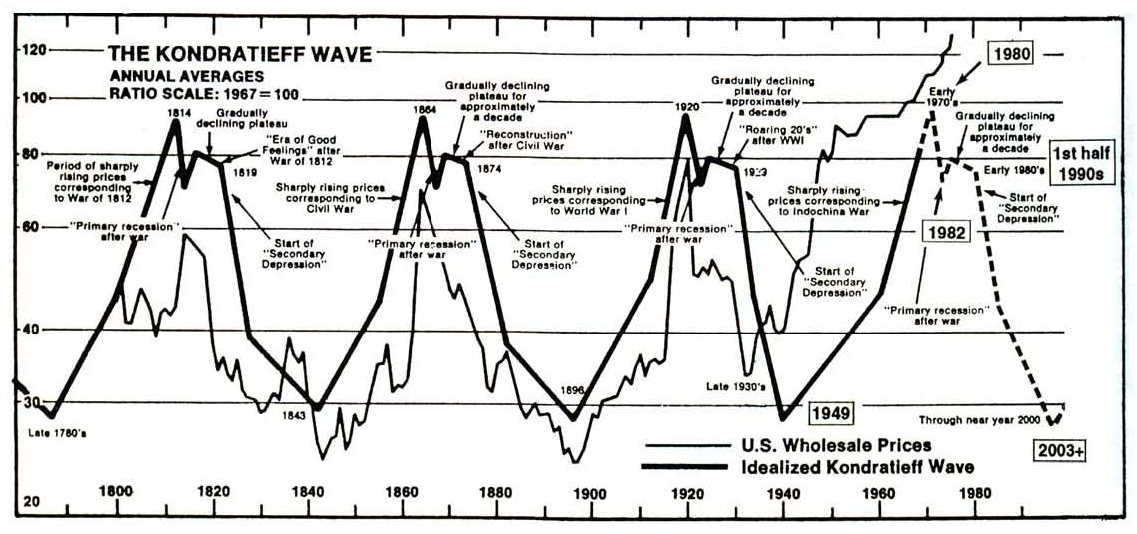 THE KONDRATIEFF WAVE
ANNUAL AVERAGES
RATIO SCALE: 1967 = 100
120
100
80
60
40
30
20
1814
Gradually
declining plateau
"Era of Good
Feelings" after
War of 1812
1819
Period of sharply
rising prices
corresponding
to War of 1812
"Primary recession"
after war
Start of
"Secondary
Depression"
Late 1780's
1843
1864
Gradually declining
plateau for
approximately
a decade
"Reconstruction"
after Civil War
1874
Sharply rising prices
corresponding to
Civil War
"Primary recession"
after war
Start of
"Secondary
Depression"
1896
1920
Gradually declining
plateau for
approximately
a decade
"Roaring 20's"
after WWI
1929
Sharply rising
prices corresponding
to World War I
"Primary recession"
after war
Start of
"Secondary
Depression"
Late 1930's
1949
1980
Early
1970's
Gradually declining
plateau for
approximately
a decade
Early 1980's
1st half
1990s
Sharply rising
prices corresponding
to Indochina War
1982
Start of
"Secondary
Depression"
"Primary recession"
after war
Through near year 2000
2003+
U.S. Wholesale Prices
Idealized Kondratieff Wave
1800
1820
1840
1860
1880
1900
1920
1940
1960
1980